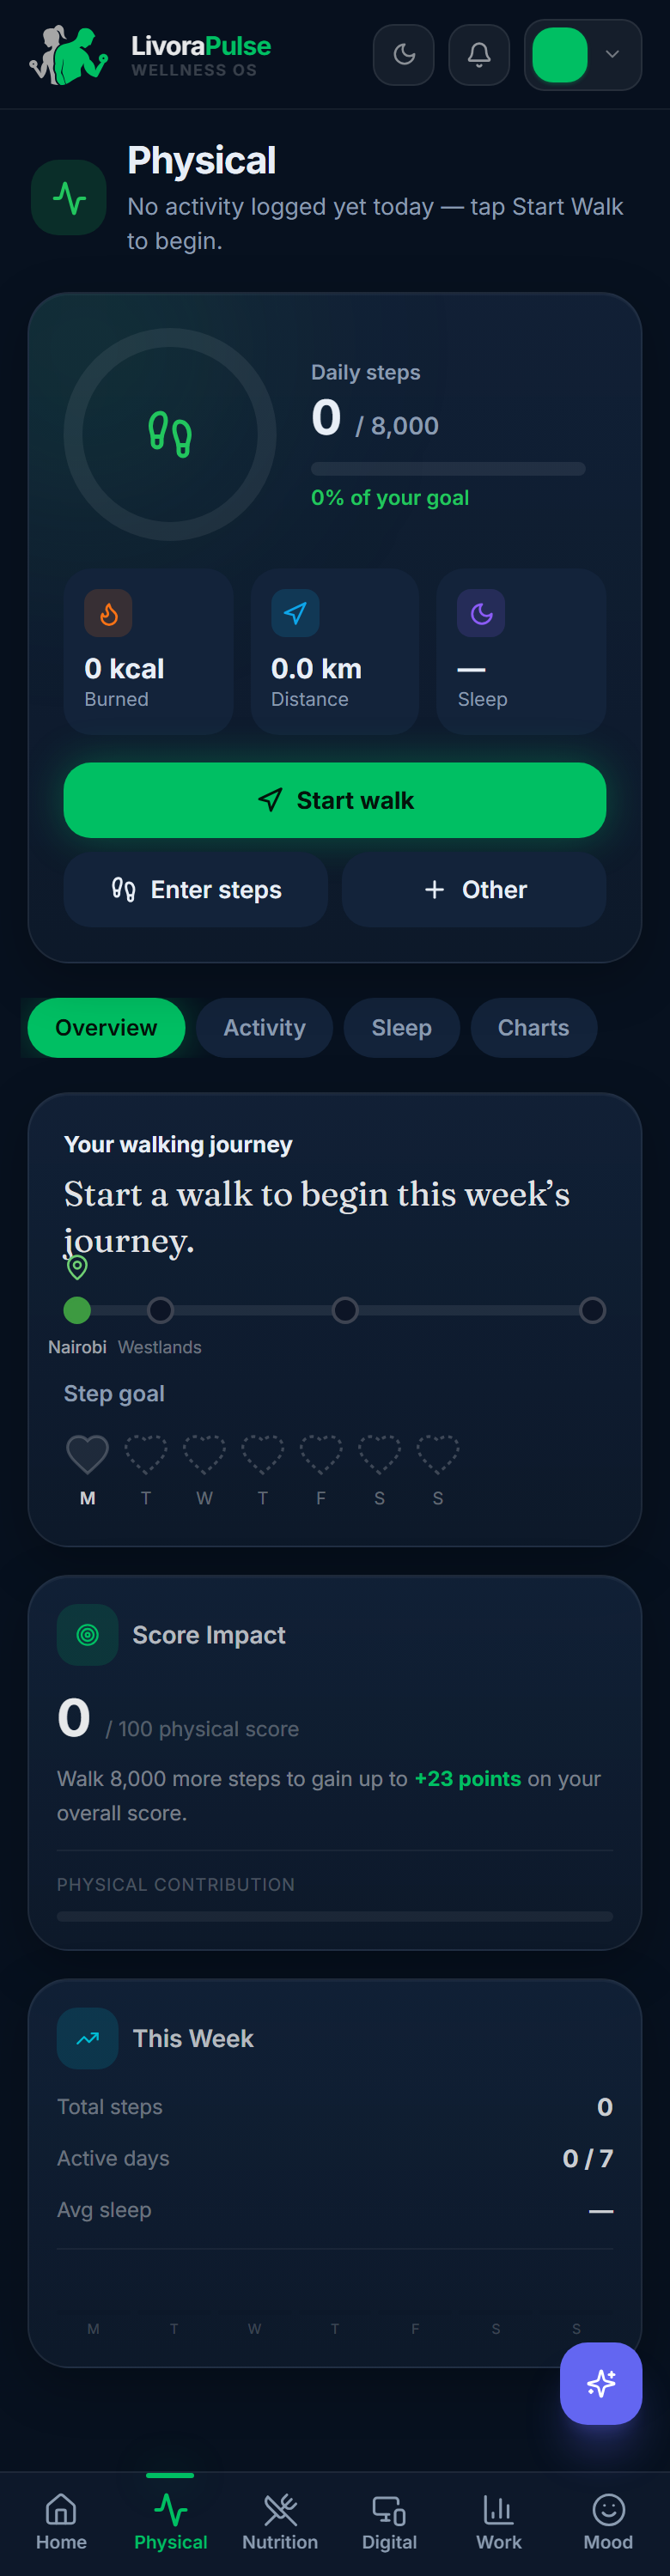 LivoraPulse
WELLNESS OS
Physical
No activity logged yet today — tap Start Walk
to begin.
Daily steps
0 / 8,000
0% of your goal
0 kcal
Burned
0.0 km
Distance
—
Sleep
Start walk
Enter steps
Other
Overview
Activity
Sleep
Charts
Your walking journey
Start a walk to begin this week’s
journey.
Nairobi
Westlands
Step goal
M T W T F S S
Score Impact
0 / 100 physical score
Walk 8,000 more steps to gain up to +23 points on your
overall score.
PHYSICAL CONTRIBUTION
This Week
Total steps 0
Active days 0 / 7
Avg sleep —
M T W T F S S
Home
Physical
Nutrition
Digital
Work
Mood